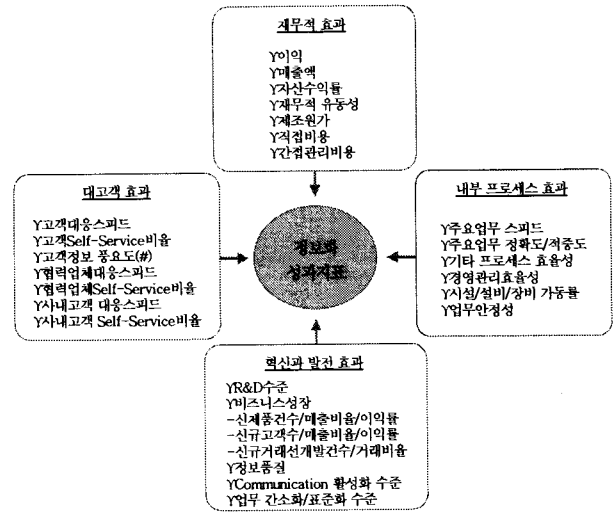 재무적 효과
Y이익
Y매출액
Y자산수익률
Y재무적 유동성
Y제조원가
Y직접비용
Y간접관리비용
대고객 효과
Y고객대응스피드
Y고객Self-Service비율
Y고객정보 풍요도(#)
Y협력업체대응스피드
Y협력업체Self-Service비율
Y사내고객 대응스피드
Y사내고객 Self-Service비율
정보화
성과지표
내부 프로세스 효과
Y주요업무 스피드
Y주요업무 정확도/적중도
Y기타 프로세스 효율성
Y경영관리효율성
Y시설/설비/장비 가동률
Y업무안정성
혁신과 발전 효과
YR&D수준
Y비즈니스성장
-신제품건수/매출비율/이익률
-신규고객수/매출비율/이익률
-신규거래선개발건수/거래비율
Y정보품질
YCommunication 활성화 수준
Y업무 간소화/표준화 수준